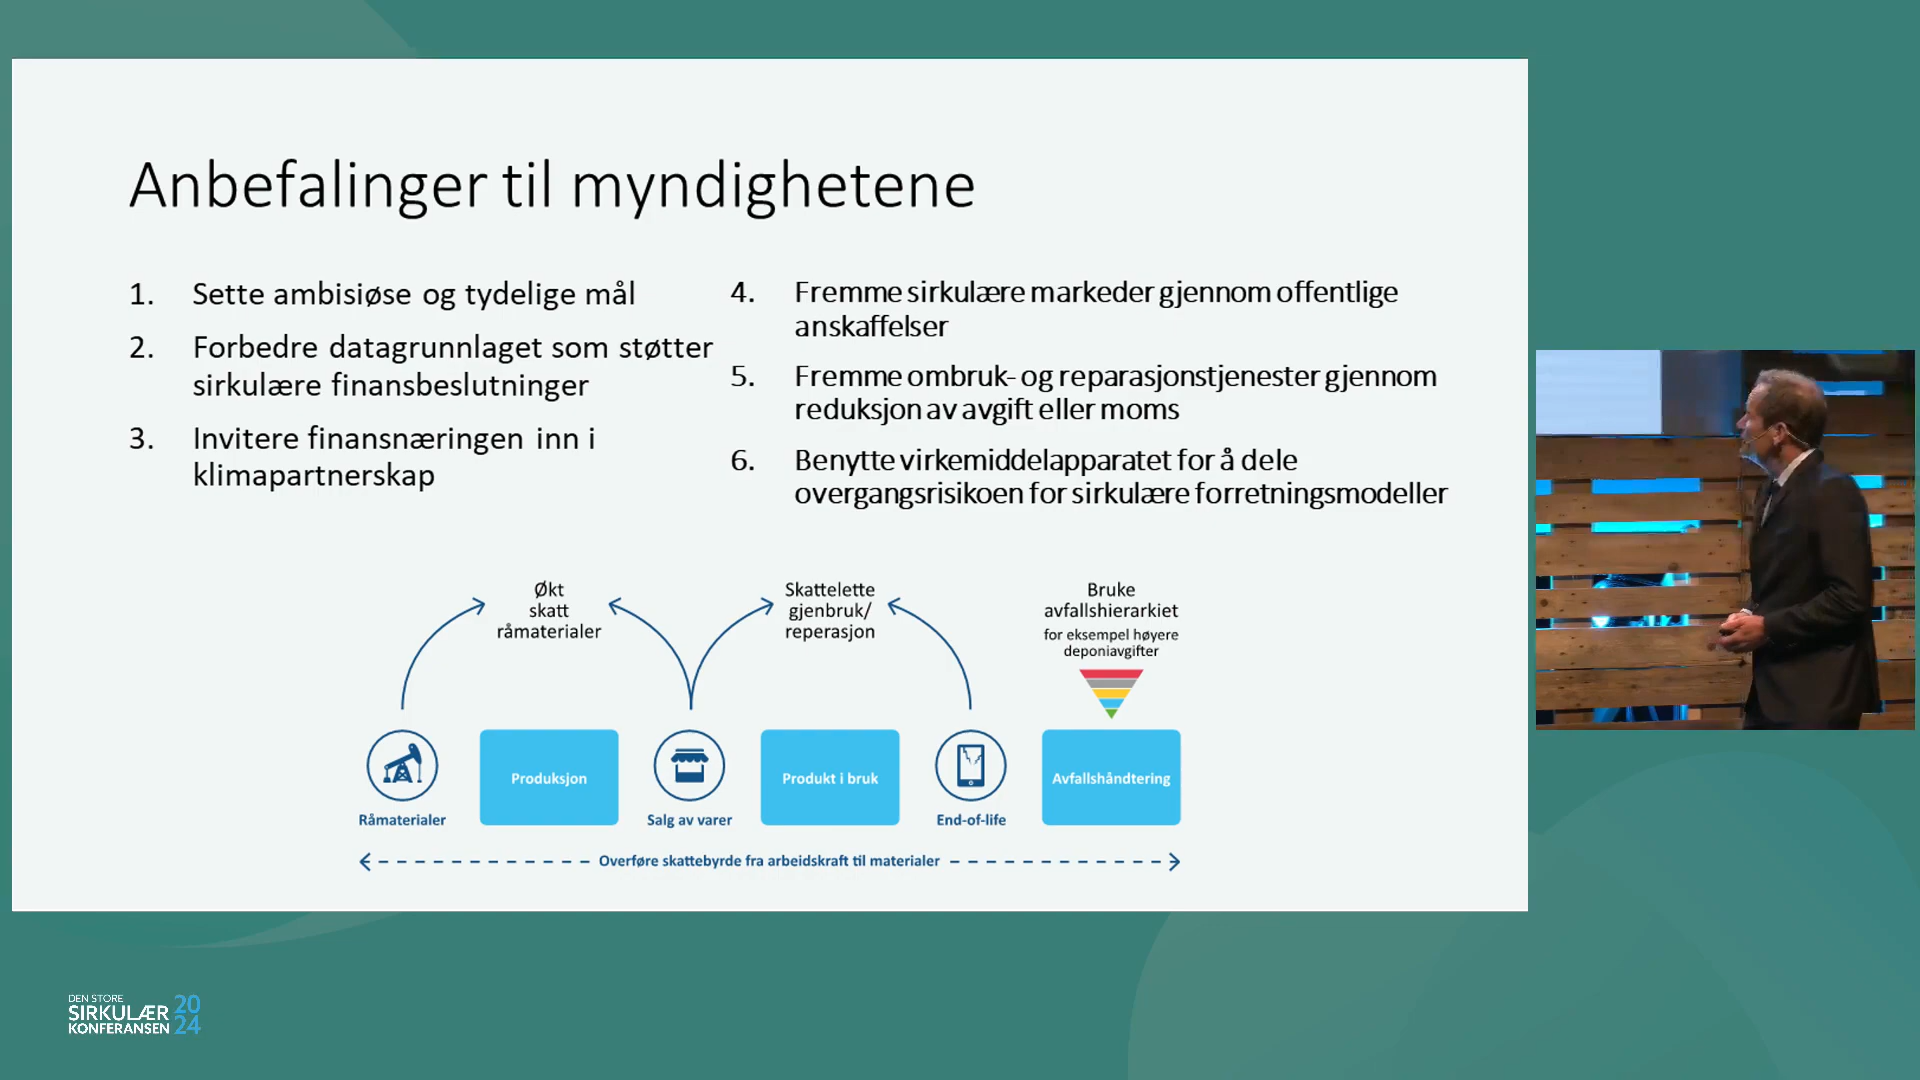 Anbefalinger til myndighetene
1. Sette ambisiøse og tydelige mål
2. Forbedre datagrunnlaget som støtter
sirkulære finansbeslutninger
3. Invitere finansnæringen inn i
klimapartnerskap
4. Fremme sirkulære markeder gjennom offentlige
anskaffelser
5. Fremme ombruk- og reparasjonstjenester gjennom
reduksjon av avgift eller moms
6. Benytte virkemiddelapparatet for å dele
overgangsrisikoen for sirkulære forretningsmodeller
Økt
skatt
råmaterialer
Skattelette
gjenbruk/
reperasjon
Bruke
avfallshierarkiet
for eksempel høyere
deponiavgifter
Råmaterialer
Produksjon
Salg av varer
Produkt i bruk
End-of-life
Avfallshåndtering
Overføre skattebyrde fra arbeidskraft til materialer
DEN STORE
SIRKULÆR
KONFERANSEN
20
24